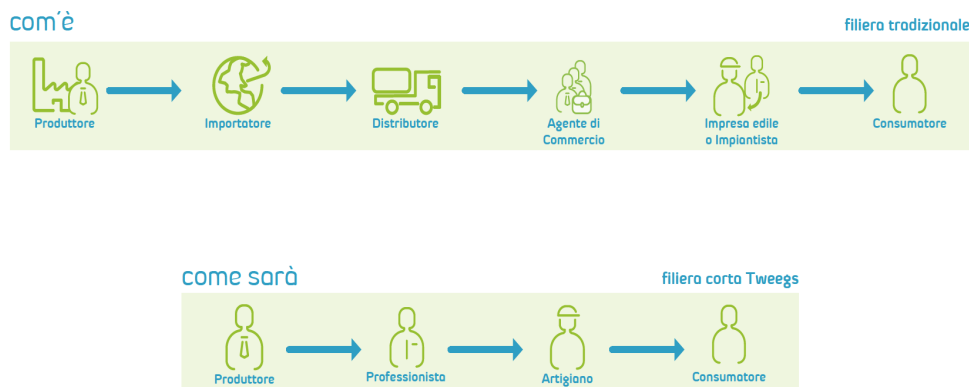 com'è
filiera tradizionale
Produttore
Importatore
Distributore
Agente di
Commercio
Impresa edile
o Impiantista
Consumatore
come sarà
filiera corta Tweegs
Produttore
Professionista
Artigiano
Consumatore